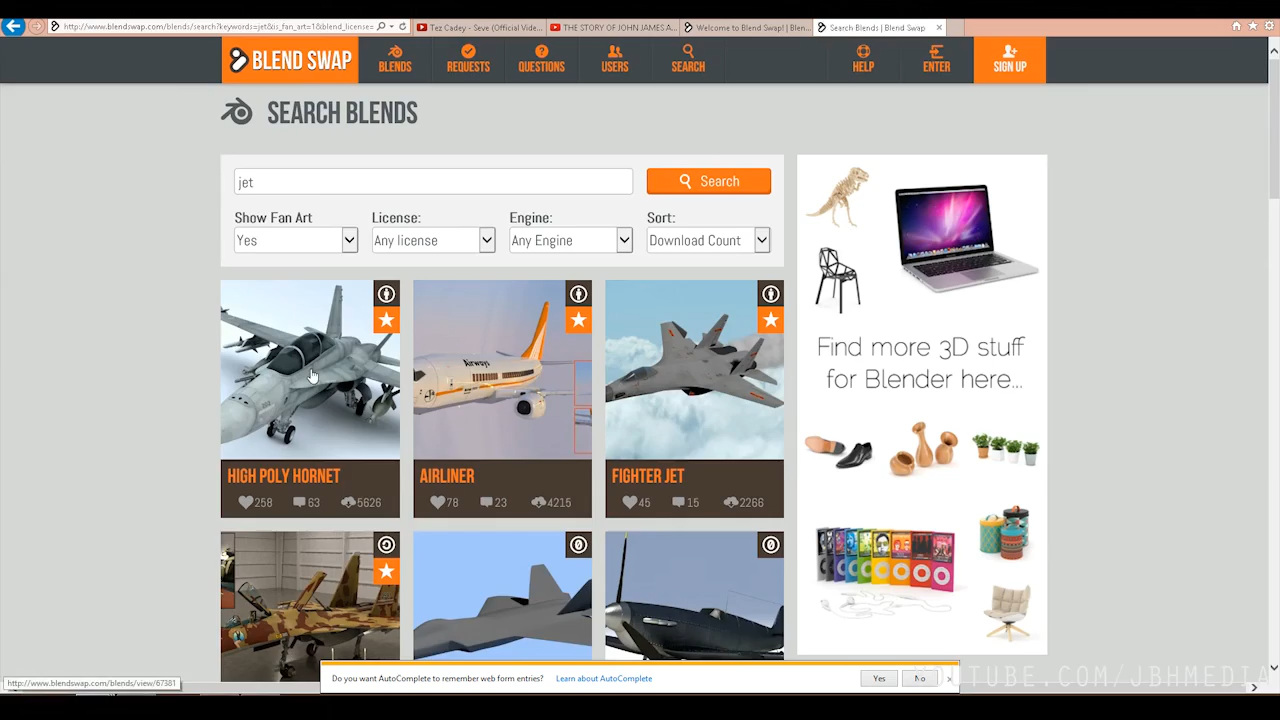 http://www.blendswap.com/blends/search?keywords=jet&is_fan_art=1&blend_license=
Tez Cadey - Seve (Official Vide...
THE STORY OF JOHN JAMES A...
Welcome to Blend Swap! | Blen...
Search Blends | Blend Swap
BLEND SWAP
BLENDS
REQUESTS
QUESTIONS
USERS
SEARCH
HELP
ENTER
SIGN UP
SEARCH BLENDS
jet
Search
Show Fan Art
License:
Engine:
Sort:
Yes
Any license
Any Engine
Download Count
Airways
Find more 3D stuff
for Blender here...
HIGH POLY HORNET
AIRLINER
FIGHTER JET
258
63
5626
78
23
4215
45
15
2266
Do you want AutoComplete to remember web form entries?
Learn about AutoComplete
Yes
No
http://www.blendswap.com/blends/view/67381
YOUTUBE.COM/JBHMEDIA